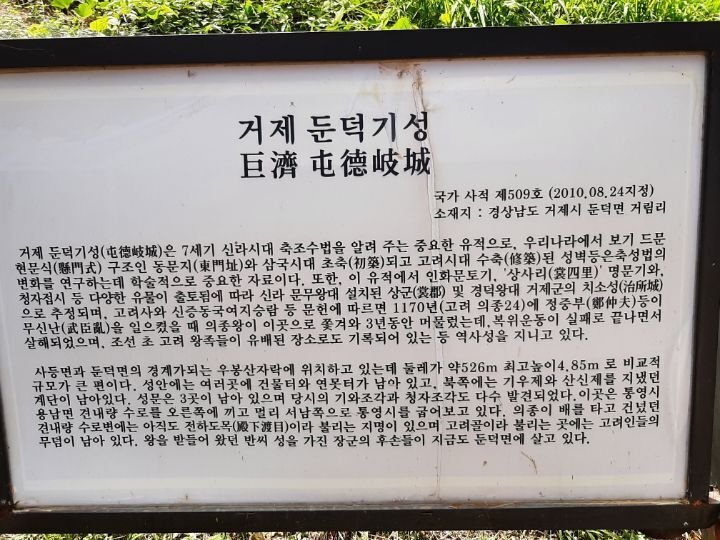 거제 둔덕기성
巨濟 屯德岐城
국가 사적 제509호 (2010.08.24지정)
소재지 : 경상남도 거제시 둔덕면 거림리
거제 둔덕기성(屯德岐城)은 7세기 신라시대 축조수법을 알려 주는 중요한 유적으로, 우리나라에서 보기 드문
현문식(懸門式) 구조인 동문지(東門址)와 삼국시대 초축(初築)되고 고려시대 수축(修築)된 성벽등은축성법의
변화를 연구하는데 학술적으로 중요한 자료이다. 또한, 이 유적에서 인화문토기, '상사리(裳四里)' 명문기와,
청자접시 등 다양한 유물이 출토됨에 따라 신라 문무왕대 설치된 상군(裳郡) 및 경덕왕대 거제군의 치소성(治所城)
으로 추정되며, 고려사와 신증동국여지승람 등 문헌에 따르면 1170년(고려 의종24)에 정중부(鄭仲夫)등이
무신난(武臣亂)을 일으켰을 때 의종왕이 이곳으로 쫓겨와 3년동안 머물렀는데,복위운동이 실패로 끝나면서
살해되었으며, 조선 초 고려 왕족들이 유배된 장소로도 기록되어 있는 등 역사성을 지니고 있다.
사등면과 둔덕면의 경계가되는 우봉산자락에 위치하고 있는데 둘레가 약526m 최고높이4.85m 로 비교적
규모가 큰 편이다. 성안에는 여러곳에 건물터와 연못터가 남아 있고, 북쪽에는 기우제와 산신제를 지냈던
계단이 남아있다. 성문은 3곳이 남아 있으며 당시의 기와조각과 청자조각도 다수 발견되었다.이곳은 통영시
용남면 견내량 수로를 오른쪽에 끼고 멀리 서남쪽으로 통영시를 굽어보고 있다. 의종이 배를 타고 건넜던
견내량 수로변에는 아직도 전하도목(殿下渡目)이라 불리는 지명이 있으며 고려골이라 불리는 곳에는 고려인들의
무덤이 남아 있다. 왕을 받들어 왔던 반씨 성을 가진 장군의 후손들이 지금도 둔덕면에 살고 있다.